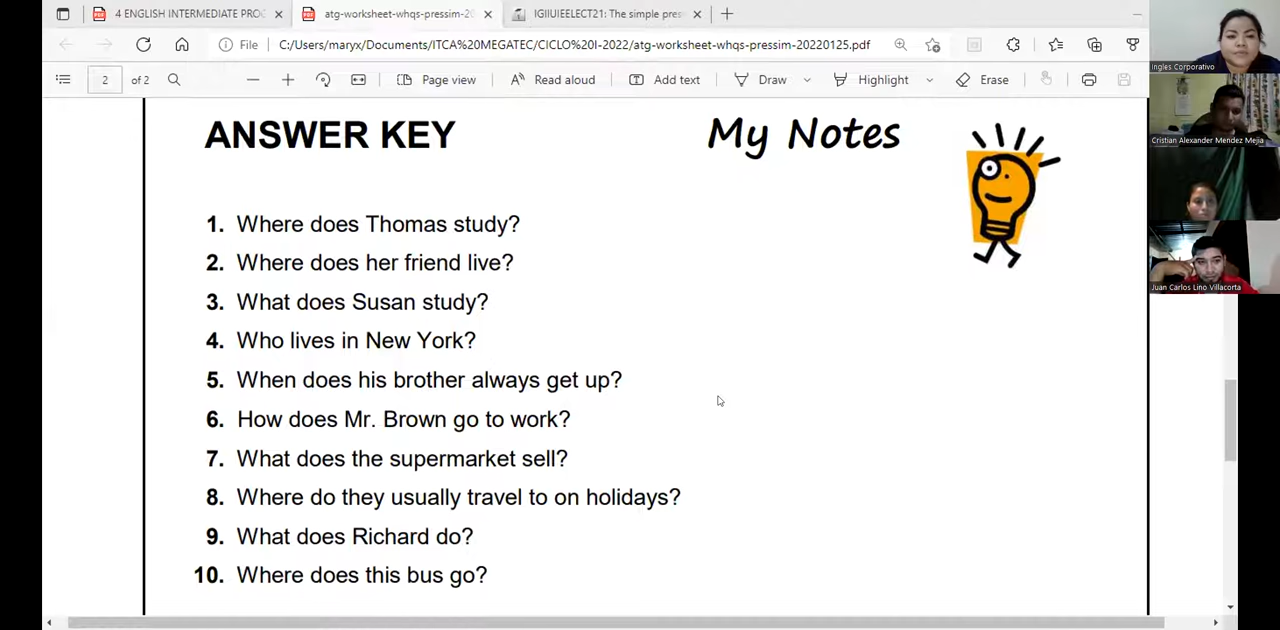 4 ENGLISH INTERMEDIATE PROG
atg-worksheet-whqs-pressim-20
IGIIUIEELECT21: The simple pres
File
C:/Users/maryx/Documents/ITCA%20MEGATEC/CICLO%20I-2022/atg-worksheet-whqs-pressim-20220125.pdf
2 of 2
Page view
Read aloud
Add text
Draw
Highlight
Erase
ANSWER KEY
My Notes
1. Where does Thomas study?
2. Where does her friend live?
3. What does Susan study?
4. Who lives in New York?
5. When does his brother always get up?
6. How does Mr. Brown go to work?
7. What does the supermarket sell?
8. Where do they usually travel to on holidays?
9. What does Richard do?
10. Where does this bus go?
Ingles Corporativo
Cristian Alexander Mendez Mejia
Juan Carlos Lino Villacorta